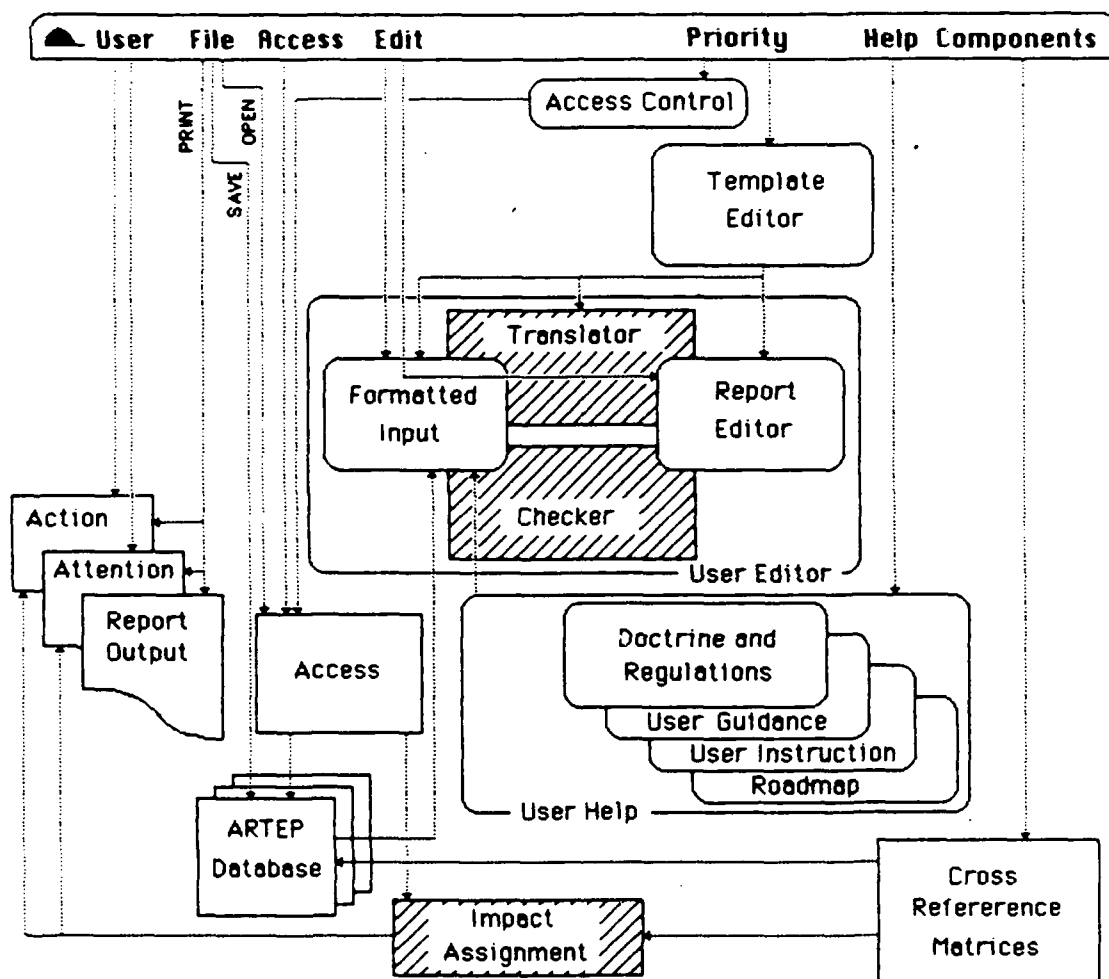 User File Access Edit Priority Help Components
PRINT
OPEN
SAVE
Access Control
Template
Editor
Translator
Formatted
Input
Report
Editor
Checker
User Editor
Action
Attention
Report
Output
Access
Doctrine and
Regulations
User Guidance
User Instruction
Roadmap
User Help
ARTEP
Database
Impact
Assignment
Cross
Refererence
Matrices